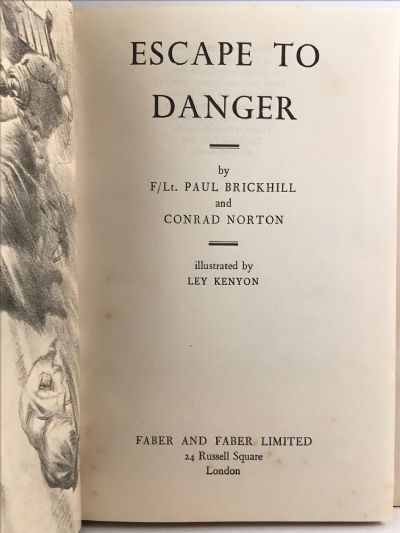 ESCAPE TO
DANGER
by
F/Lt. PAUL BRICKHILL
and
CONRAD NORTON
illustrated by
LEY KENYON
FABER AND FABER LIMITED
24 Russell Square
London